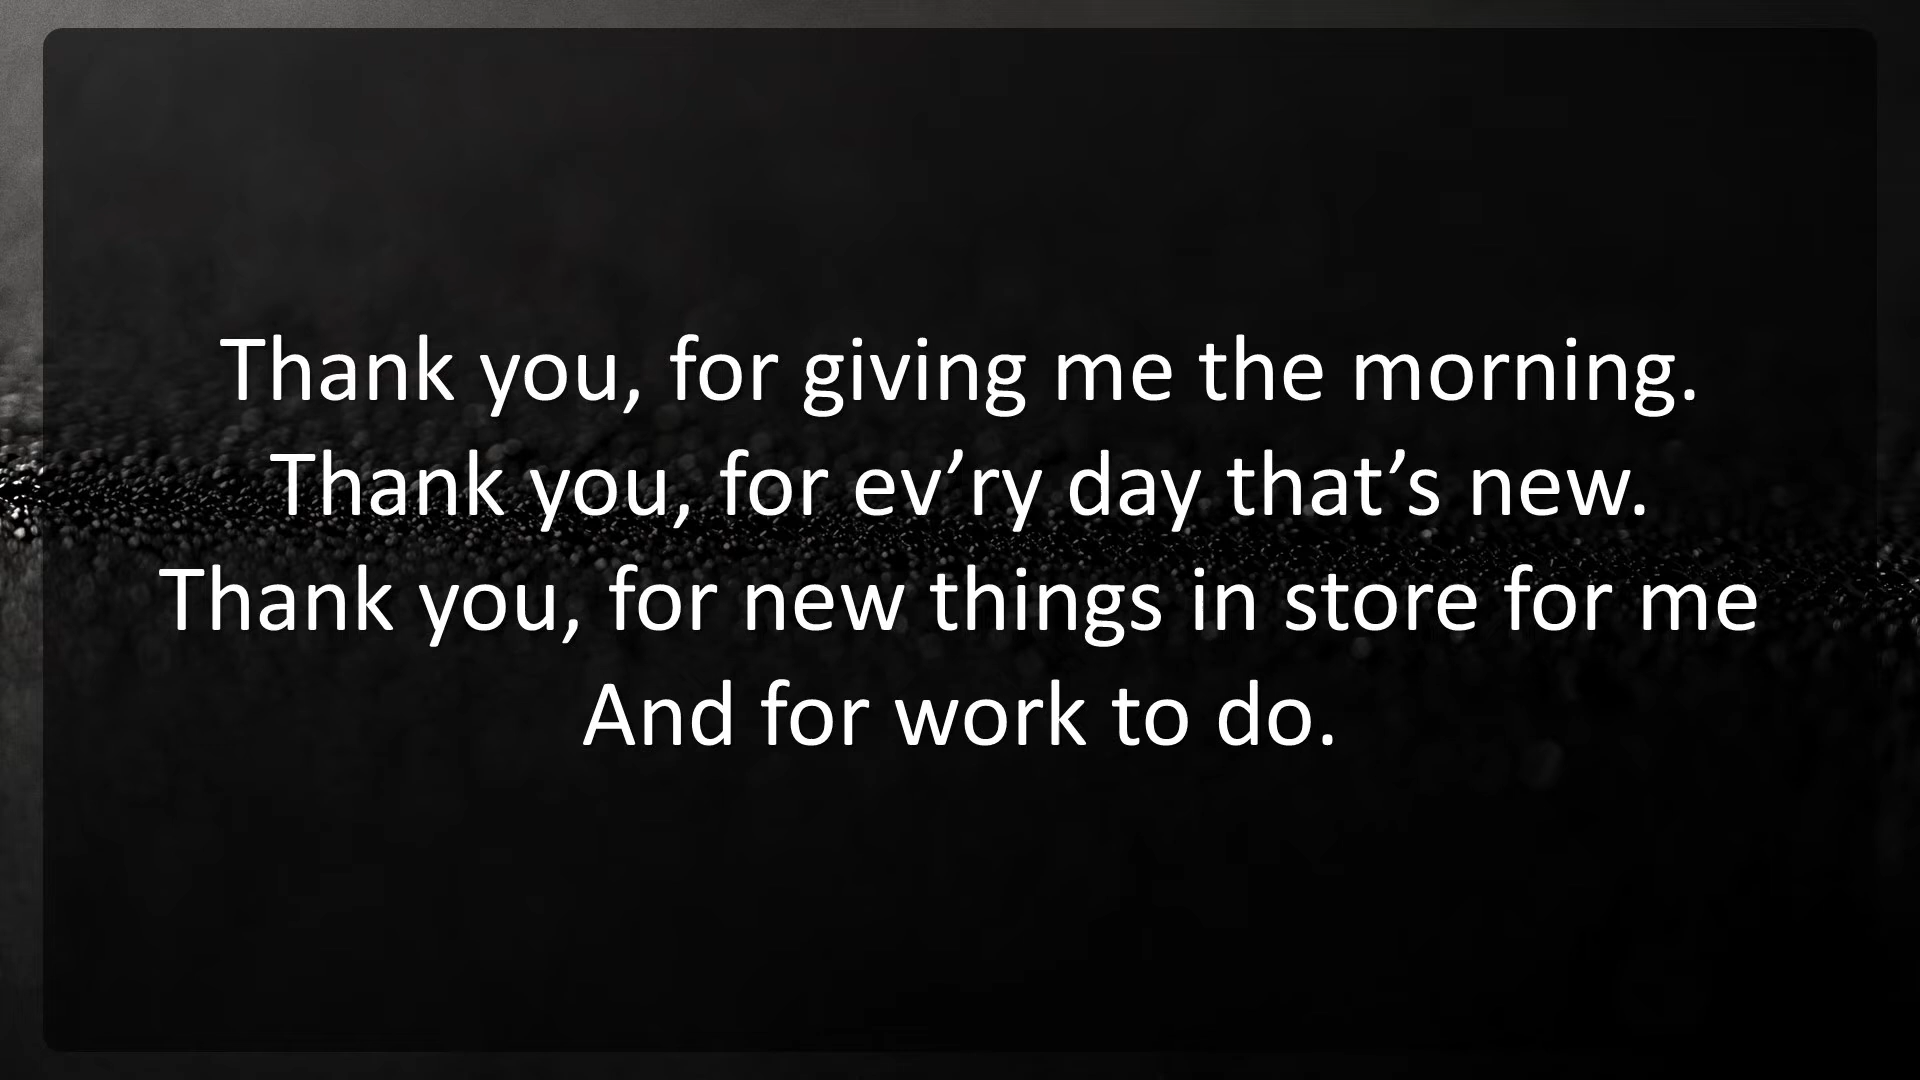 Thank you, for giving me the morning.
Thank you, for ev’ry day that’s new.
Thank you, for new things in store for me
And for work to do.